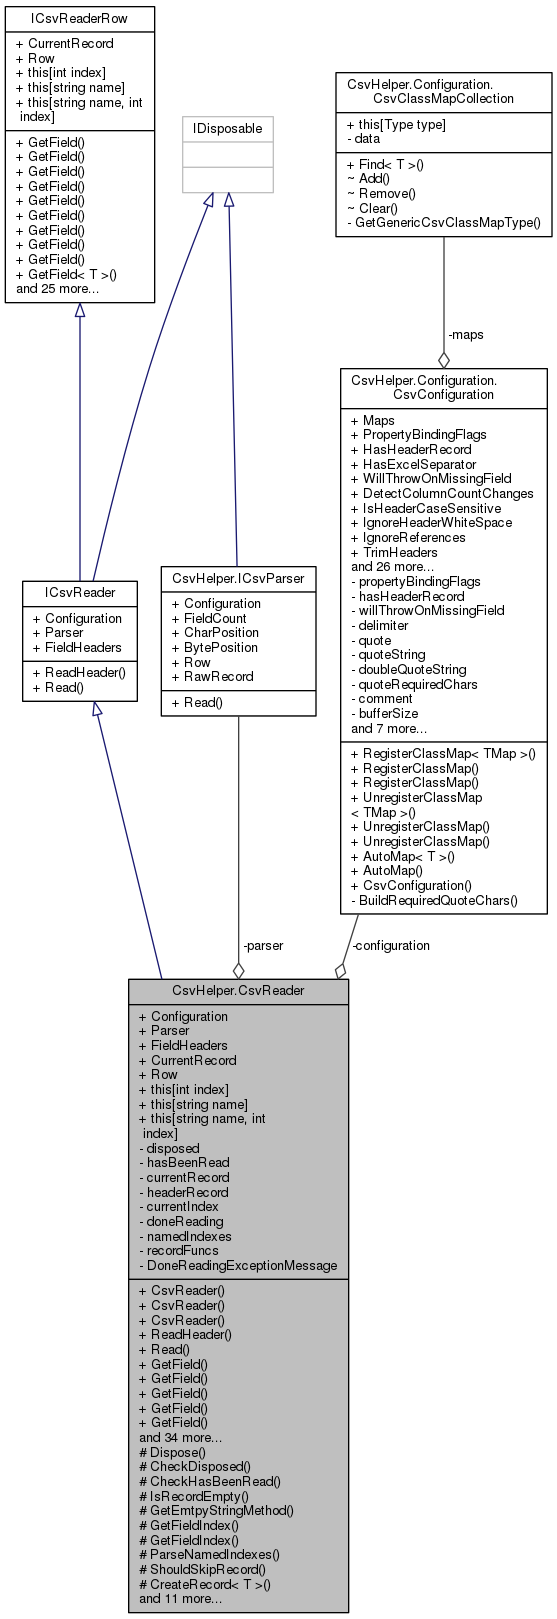 ICsvReaderRow
+ CurrentRecord
+ Row
+ this[int index]
+ this[string name]
+ this[string name, int
index]
+ GetField()
+ GetField()
+ GetField()
+ GetField()
+ GetField()
+ GetField()
+ GetField()
+ GetField()
+ GetField()
+ GetField< T >()
and 25 more...
IDisposable
CsvHelper.Configuration.
CsvClassMapCollection
+ this[Type type]
- data
+ Find< T >()
~ Add()
~ Remove()
~ Clear()
- GetGenericCsvClassMapType()
-maps
CsvHelper.Configuration.
CsvConfiguration
+ Maps
+ PropertyBindingFlags
+ HasHeaderRecord
+ HasExcelSeparator
+ WillThrowOnMissingField
+ DetectColumnCountChanges
+ IsHeaderCaseSensitive
+ IgnoreHeaderWhiteSpace
+ IgnoreReferences
+ TrimHeaders
and 26 more...
- propertyBindingFlags
- hasHeaderRecord
- willThrowOnMissingField
- delimiter
- quote
- quoteString
- doubleQuoteString
- quoteRequiredChars
- comment
- bufferSize
and 7 more...
+ RegisterClassMap< TMap >()
+ RegisterClassMap()
+ RegisterClassMap()
+ UnregisterClassMap
< TMap >()
+ UnregisterClassMap()
+ UnregisterClassMap()
+ AutoMap< T >()
+ AutoMap()
+ CsvConfiguration()
- BuildRequiredQuoteChars()
ICsvReader
+ Configuration
+ Parser
+ FieldHeaders
+ ReadHeader()
+ Read()
CsvHelper.ICsvParser
+ Configuration
+ FieldCount
+ CharPosition
+ BytePosition
+ Row
+ RawRecord
+ Read()
-parser
-configuration
CsvHelper.CsvReader
+ Configuration
+ Parser
+ FieldHeaders
+ CurrentRecord
+ Row
+ this[int index]
+ this[string name]
+ this[string name, int
index]
- disposed
- hasBeenRead
- currentRecord
- headerRecord
- currentIndex
- doneReading
- namedIndexes
- recordFuncs
- DoneReadingExceptionMessage
+ CsvReader()
+ CsvReader()
+ CsvReader()
+ ReadHeader()
+ Read()
+ GetField()
+ GetField()
+ GetField()
+ GetField()
+ GetField()
and 34 more...
# Dispose()
# CheckDisposed()
# CheckHasBeenRead()
# IsRecordEmpty()
# GetEmtpyStringMethod()
# GetFieldIndex()
# GetFieldIndex()
# ParseNamedIndexes()
# ShouldSkipRecord()
# CreateRecord< T >()
and 11 more...